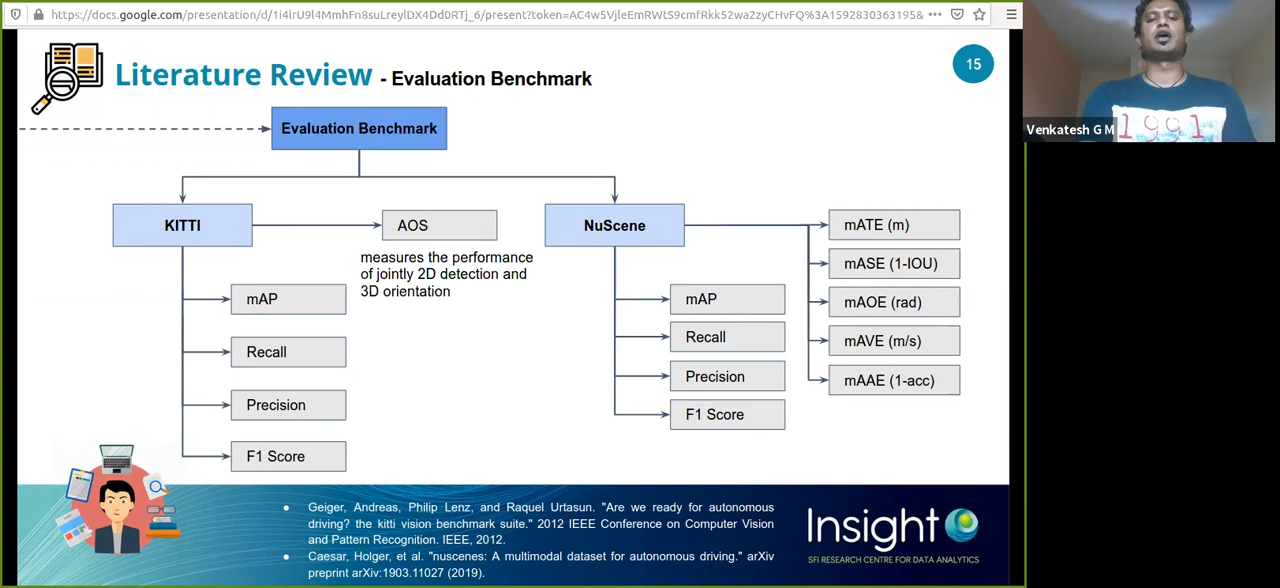 https://docs.google.com/presentation/d/1i4lrU9l4MmhFn8suLreylDX4Dd0RTj_6/present?token=AC4w5VjleEmRWtS9cmfRkk52wa2zyCHvFQ%3A1592830363195&
Literature Review - Evaluation Benchmark
15
Venkatesh G M
1991
Evaluation Benchmark
KITTI
AOS
measures the performance
of jointly 2D detection and
3D orientation
mAP
Recall
Precision
F1 Score
NuScene
mAP
Recall
Precision
F1 Score
mATE (m)
mASE (1-IOU)
mAOE (rad)
mAVE (m/s)
mAAE (1-acc)
● Geiger, Andreas, Philip Lenz, and Raquel Urtasun. "Are we ready for autonomous
driving? the kitti vision benchmark suite." 2012 IEEE Conference on Computer Vision
and Pattern Recognition. IEEE, 2012.
● Caesar, Holger, et al. "nuscenes: A multimodal dataset for autonomous driving." arXiv
preprint arXiv:1903.11027 (2019).
Insight
SFI RESEARCH CENTRE FOR DATA ANALYTICS